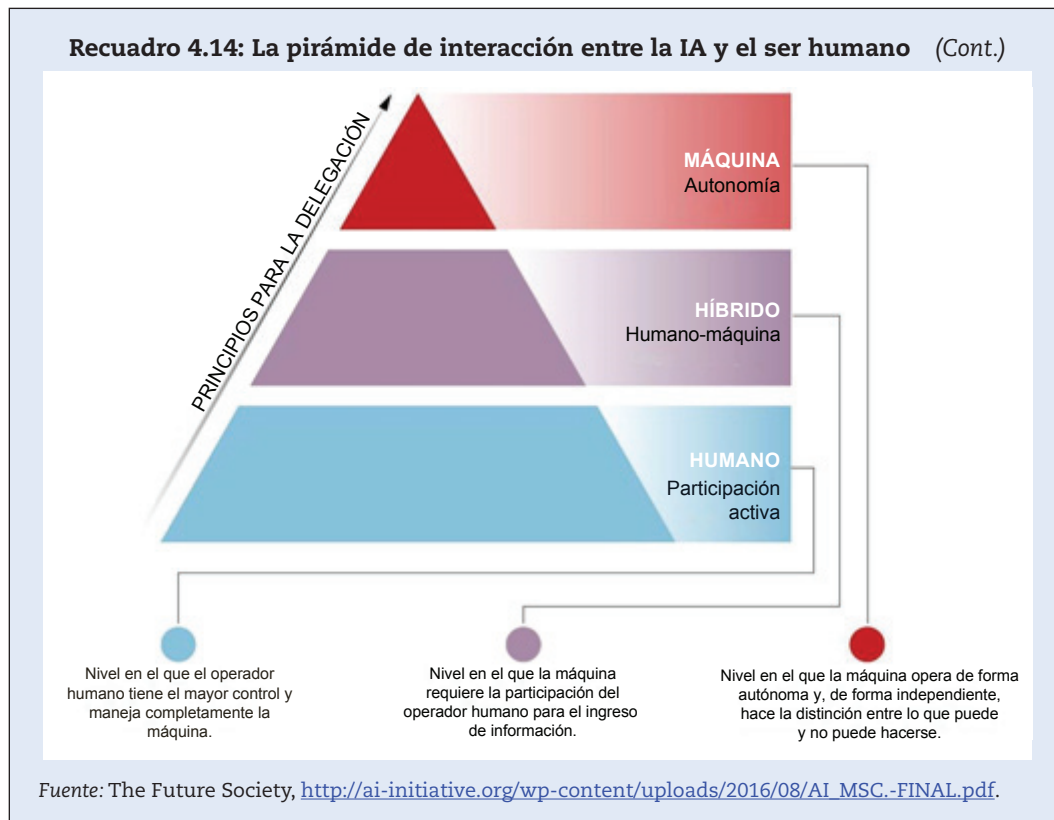 Recuadro 4.14: La pirámide de interacción entre la IA y el ser humano (Cont.)
PRINCIPIOS PARA LA DELEGACIÓN
MÁQUINA
Autonomía
HÍBRIDO
Humano-máquina
HUMANO
Participación
activa
Nivel en el que el operador
humano tiene el mayor control y
maneja completamente la
máquina.
Nivel en el que la máquina
requiere la participación del
operador humano para el ingreso
de información.
Nivel en el que la máquina opera de forma
autónoma y, de forma independiente,
hace la distinción entre lo que puede
y no puede hacerse.
Fuente: The Future Society, http://ai-initiative.org/wp-content/uploads/2016/08/AI_MSC.-FINAL.pdf.